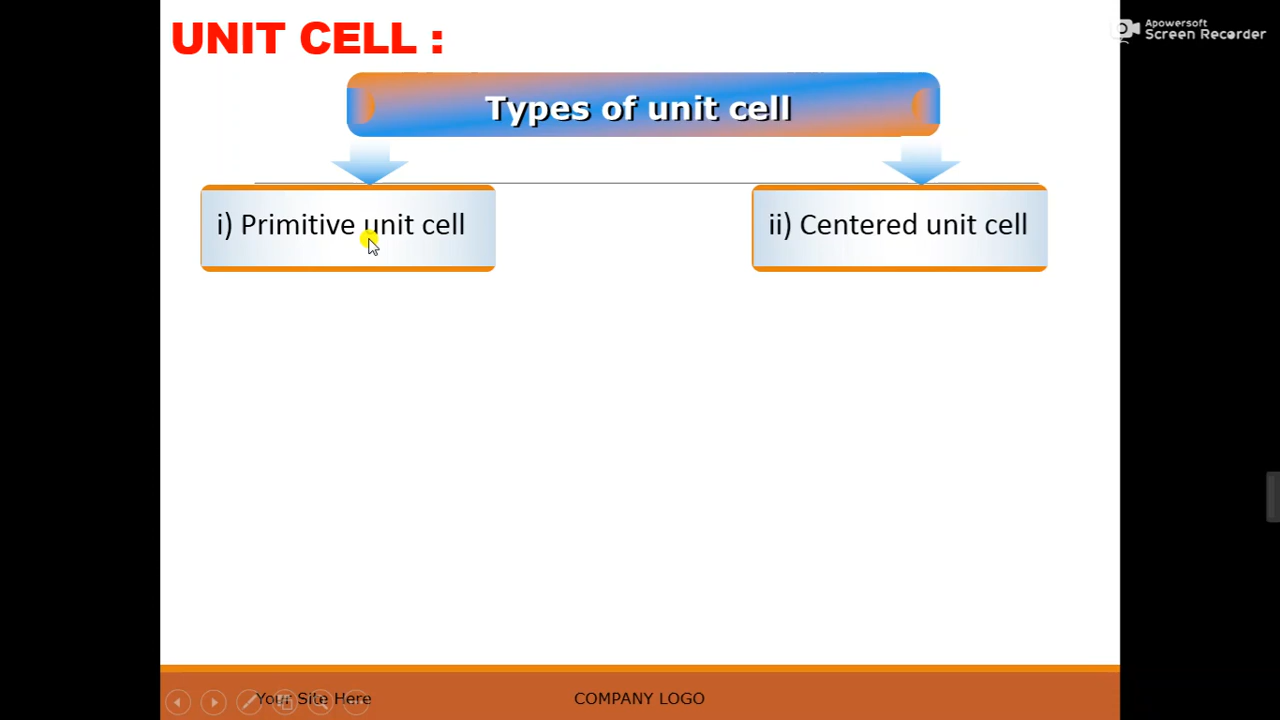 UNIT CELL :
Apowersoft
Screen Recorder
Types of unit cell
i) Primitive unit cell
ii) Centered unit cell
Your Site Here
COMPANY LOGO